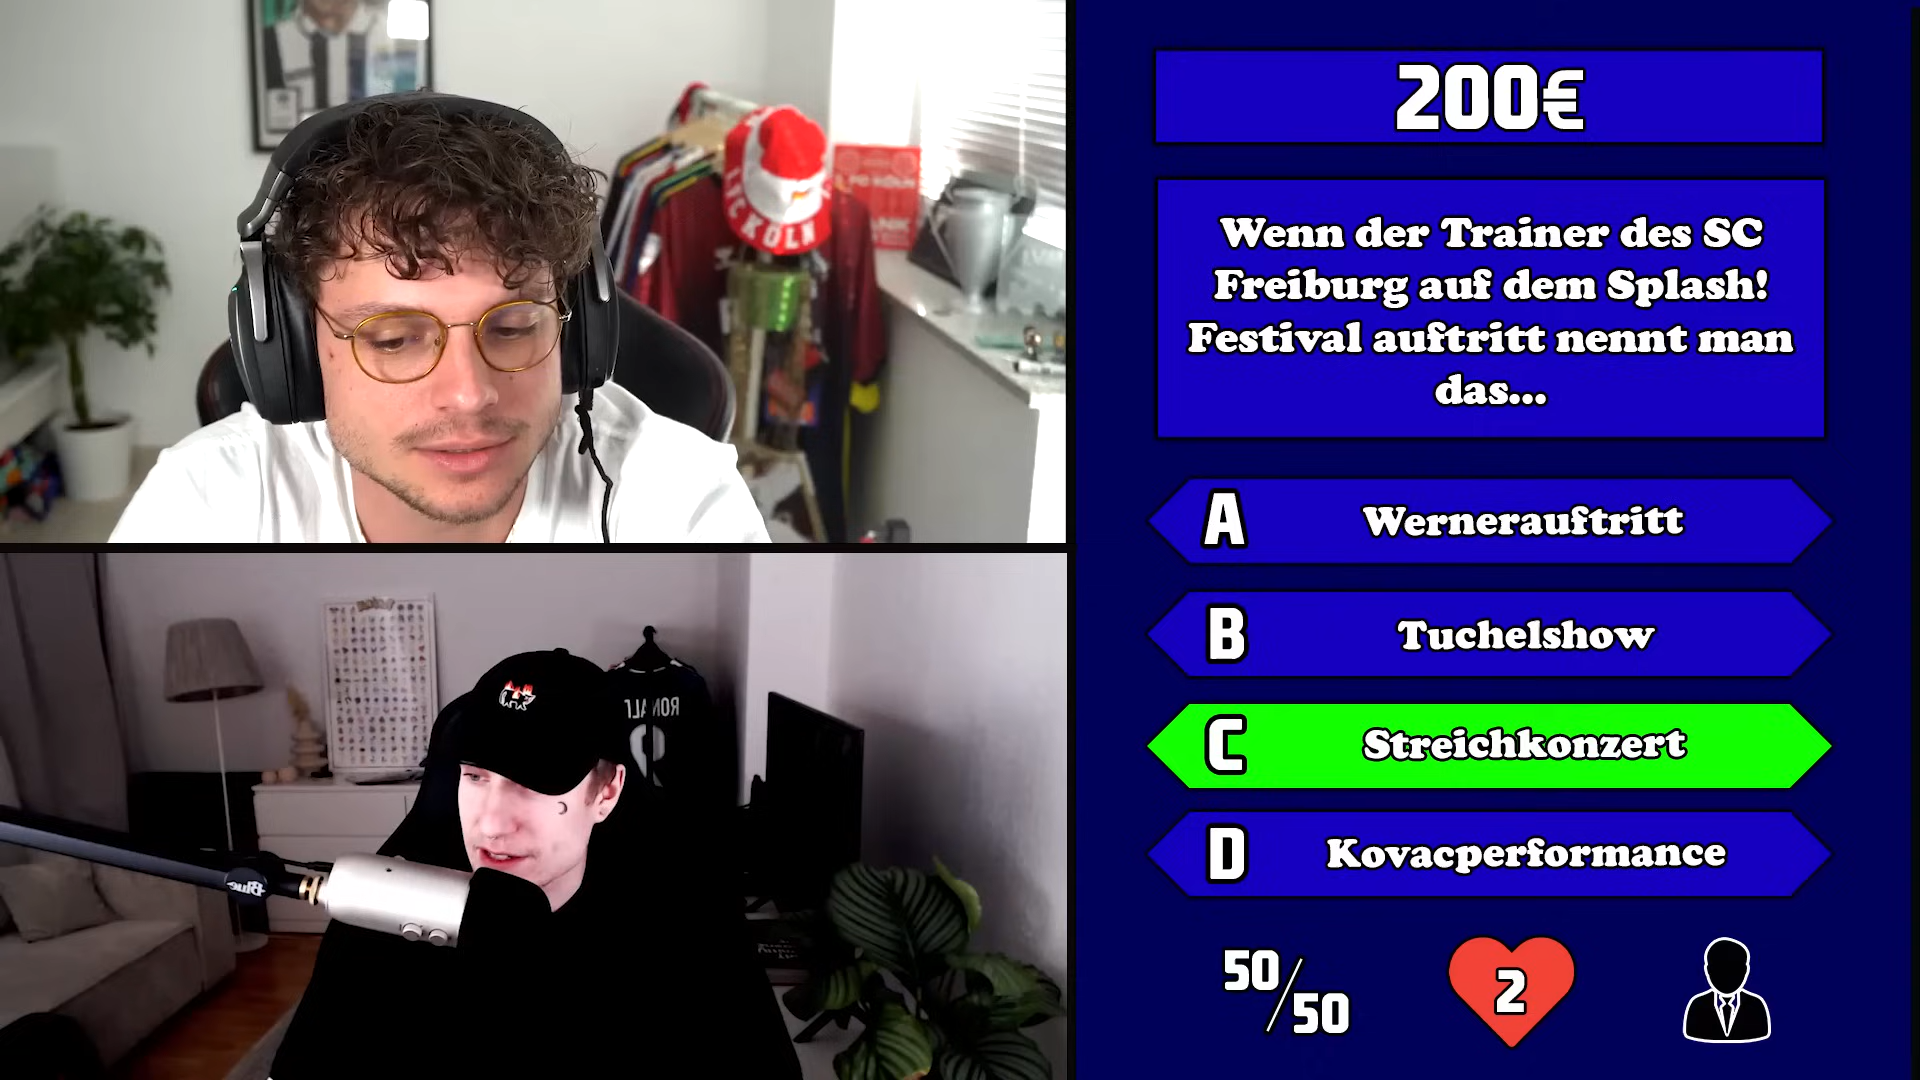 200€
Wenn der Trainer des SC
Freiburg auf dem Splash!
Festival auftritt nennt man
das...
A Wernerauftritt
B Tuchelshow
C Streichkonzert
D Kovacperformance
50/50
2
1. FC KÖLN
Blue